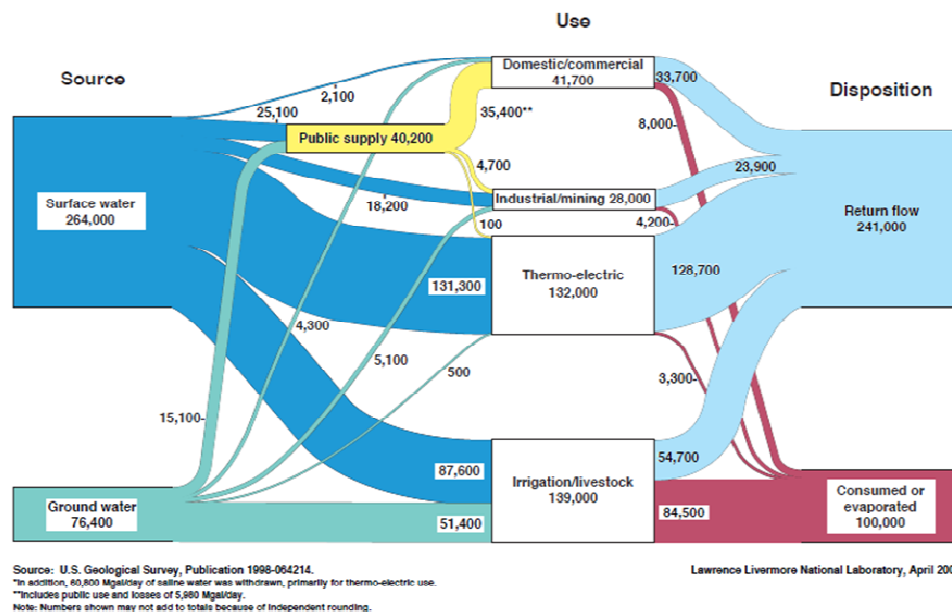 Use
Source
Disposition
Domestic/commercial
41,700
33,700
2,100
25,100
35,400**
8,000
Public supply 40,200
4,700
23,900
Surface water
264,000
18,200
Industrial/mining 28,000
4,200
Return flow
241,000
100
Thermo-electric
132,000
131,300
128,700
4,300
5,100
500
3,300
15,100
87,600
Irrigation/livestock
139,000
54,700
Ground water
76,400
51,400
84,500
Consumed or
evaporated
100,000
Source: U.S. Geological Survey, Publication 1998-064214.
Lawrence Livermore National Laboratory, April 200
*In addition, 60,800 Mgal/day of saline water was withdrawn, primarily for thermo-electric use.
**Includes public use and losses of 5,980 Mgal/day.
Note: Numbers shown may not add to totals because of independent rounding.